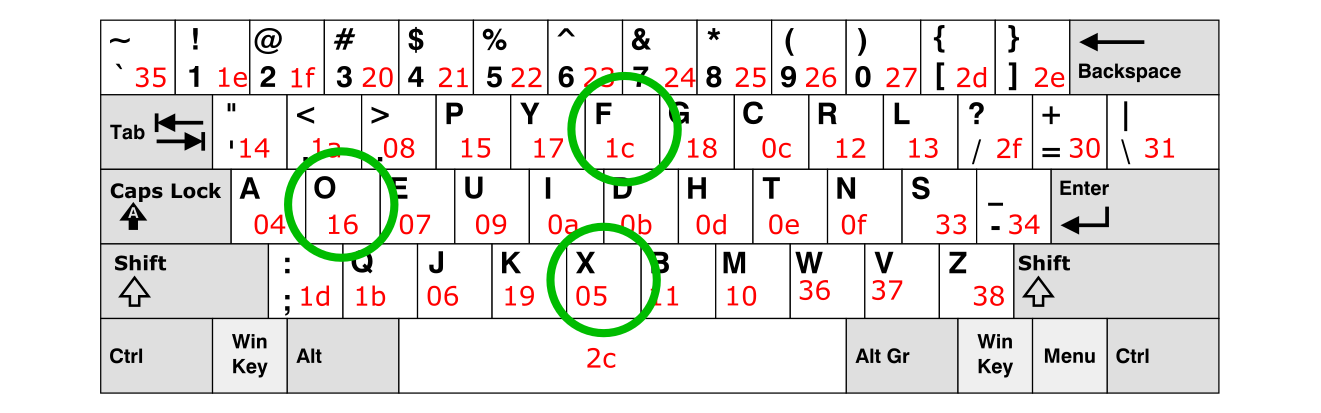 ~ ! @ # $ % ^ & * ( ) { }
` 35 1 1e 2 1f 3 20 4 21 5 22 6 23 7 24 8 25 9 26 0 27 [ 2d ] 2e Backspace
Tab " < > P Y F G C R L ? + |
' 14 , 1a . 08 15 17 1c 18 0c 12 13 / 2f = 30 \ 31
Caps Lock A O E U I D H T N S _ Enter
A 04 16 07 09 0a 0b 0d 0e 0f 33 - 34
Shift : Q J K X B M W V Z Shift
; 1d 1b 06 19 05 11 10 36 37 38
Ctrl Win Key Alt 2c Alt Gr Win Key Menu Ctrl